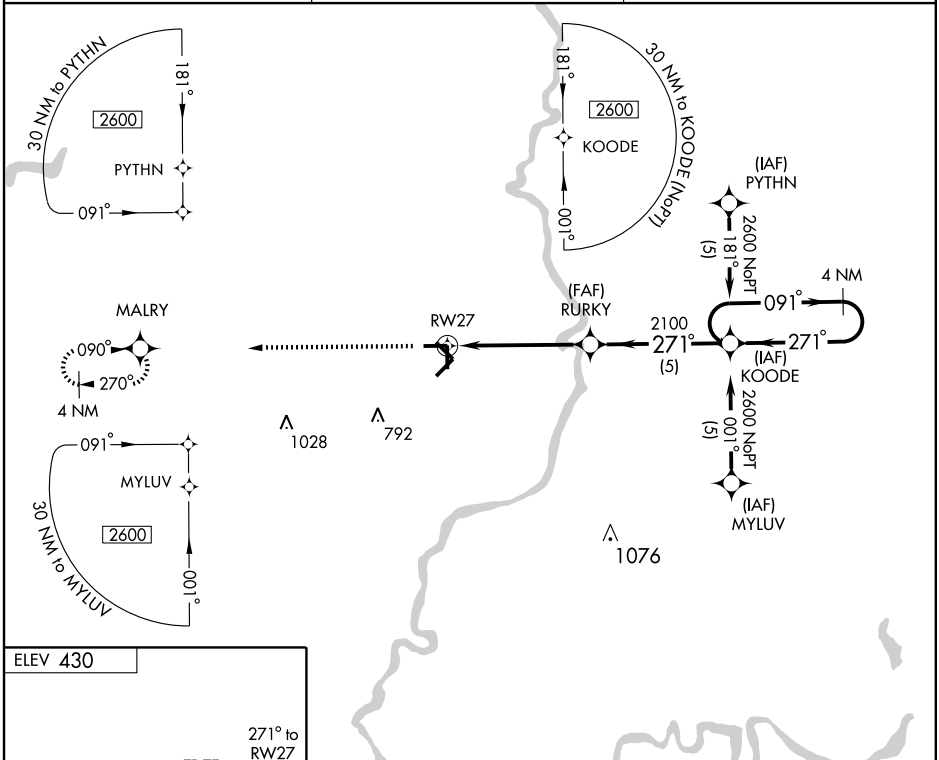 30 NM to PYTHN
181°
2600
PYTHN
091°
181°
30 NM to KOODE (NoPT)
2600
KOODE
001°
(IAF)
PYTHN
2600 NoPT
181°
(5)
4 NM
091°
MALRY
090°
270°
4 NM
RW27
(FAF)
RURKY
2100
271°
(5)
271°
(IAF)
KOODE
1028
792
2600 NoPT
001°
(5)
(IAF)
MYLUV
091°
MYLUV
2600
30 NM to MYLUV
001°
1076
ELEV 430
271° to
RW27